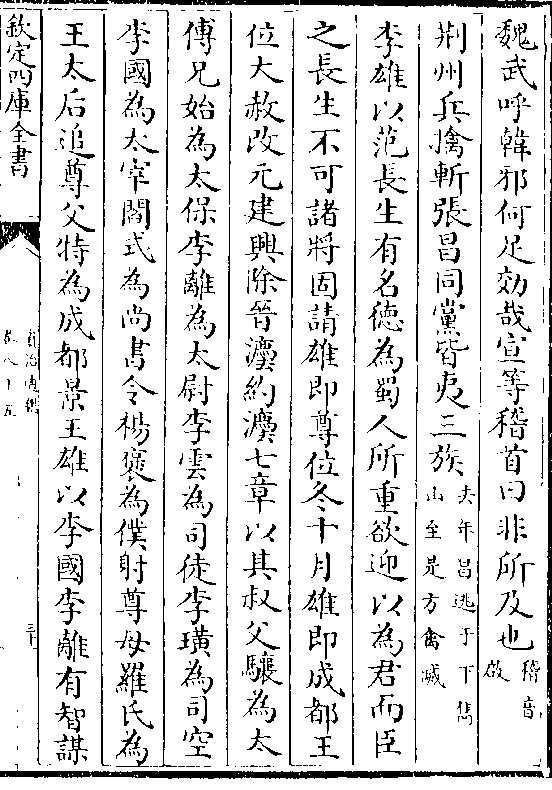 魏武呼韓邪何足効哉宣等稽首曰非所及也稽音啟
荆州兵擒斬張昌同黨皆夷三族去年昌逃于下雋山至是方禽滅
李雄以范長生有名徳為蜀人所重欲迎以為君而臣
之長生不可諸將固請雄即尊位冬十月雄即成都王
位大赦改元建興除晉灋約灋七章以其叔父驤為太
傅兄始為太保李離為太尉李雲為司徒李璜為司空
李國為太宰閻式為尚書令楊褒為僕射尊母羅氏為
王太后追尊父特為成都景王雄以李國李離有智謀
欽定四庫全書
資治通鑑
卷八十五